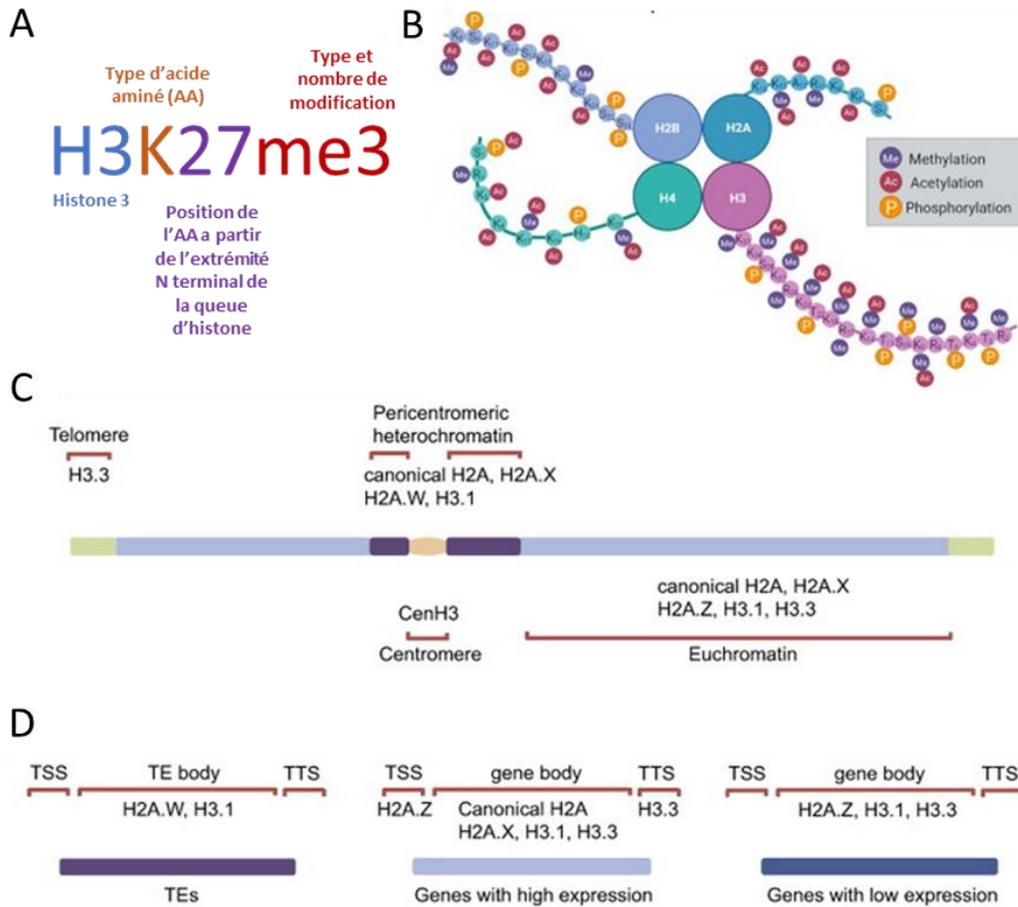 A
Type d'acide
aminé (AA)
Type et
nombre de
modification
H3K27me3
Histone 3
Position de
l'AA a partir
de l'extrémité
N terminal de
la queue
d'histone
B
H2B
H2A
H4
H3
Me Methylation
Ac Acetylation
P Phosphorylation
C
Telomere
H3.3
Pericentromeric
heterochromatin
canonical H2A, H2A.X
H2A.W, H3.1
CenH3
Centromere
canonical H2A, H2A.X
H2A.Z, H3.1, H3.3
Euchromatin
D
TSS TE body TTS
H2A.W, H3.1
TEs
TSS gene body TTS
H2A.Z Canonical H2A H3.3
H2A.X, H3.1, H3.3
Genes with high expression
TSS gene body TTS
H2A.Z, H3.1, H3.3
Genes with low expression